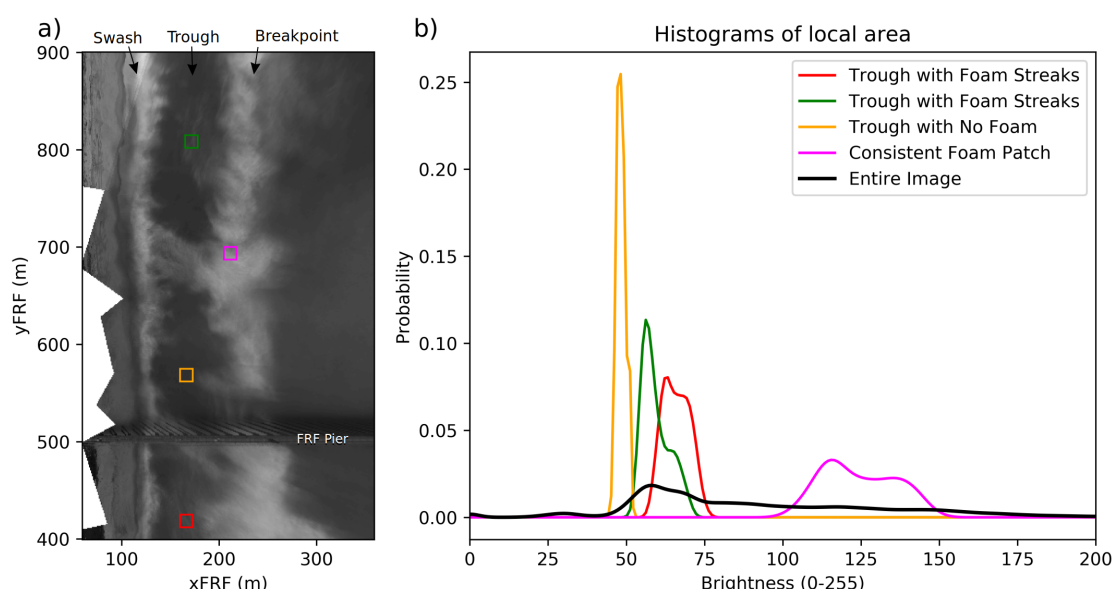 a)
Swash
Trough
Breakpoint
900
800
700
600
500
400
yFRF (m)
FRF Pier
100
200
300
xFRF (m)
b)
Histograms of local area
0.25
0.20
0.15
0.10
0.05
0.00
Probability
Trough with Foam Streaks
Trough with Foam Streaks
Trough with No Foam
Consistent Foam Patch
Entire Image
0
25
50
75
100
125
150
175
200
Brightness (0-255)